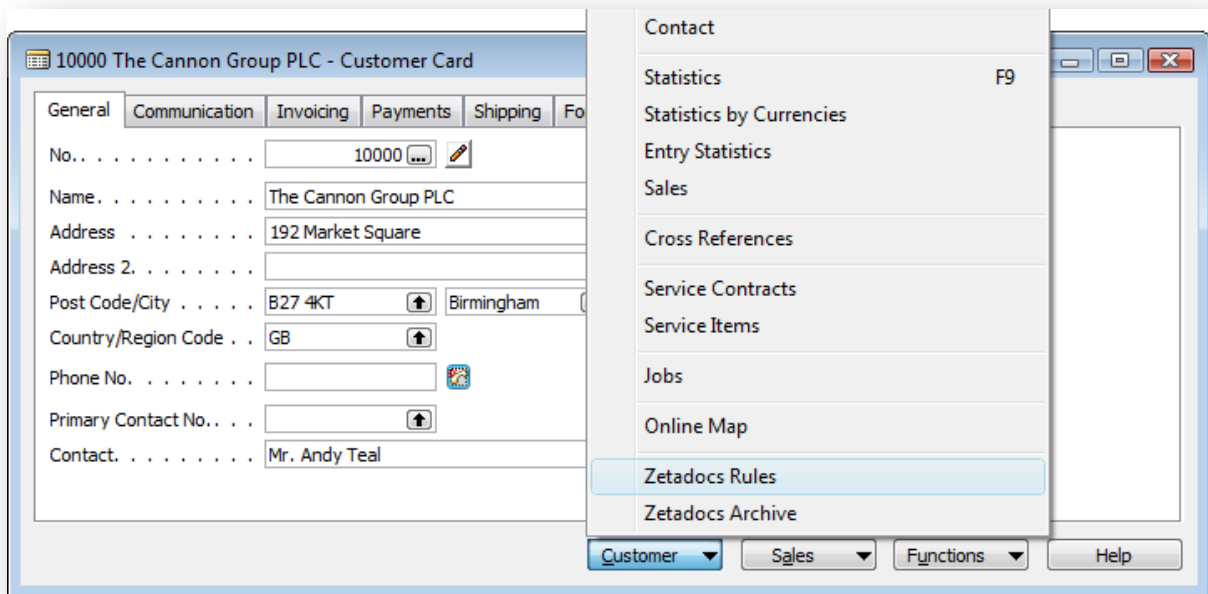 10000 The Cannon Group PLC - Customer Card
General Communication Invoicing Payments Shipping Fo
No. . . . . . . . . . . . 10000 ...
Name. . . . . . . . . . . The Cannon Group PLC
Address . . . . . . . . 192 Market Square
Address 2. . . . . . . .
Post Code/City . . . . . B27 4KT Birmingham
Country/Region Code . . GB
Phone No. . . . . . . .
Primary Contact No.. . .
Contact. . . . . . . . . Mr. Andy Teal
Contact
Statistics F9
Statistics by Currencies
Entry Statistics
Sales
Cross References
Service Contracts
Service Items
Jobs
Online Map
Zetadocs Rules
Zetadocs Archive
Customer Sales Functions Help